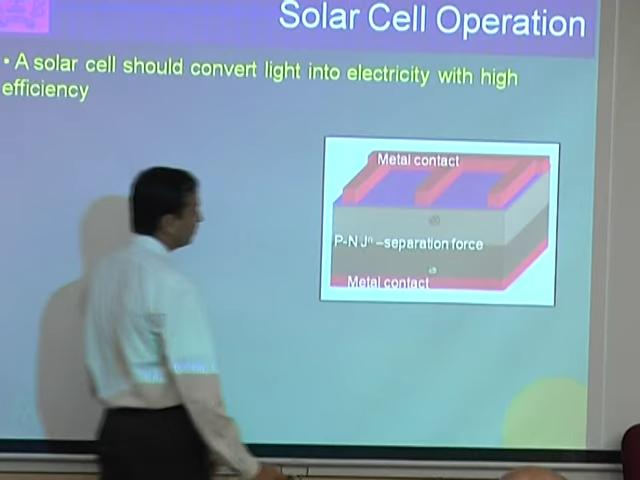 Solar Cell Operation
• A solar cell should convert light into electricity with high
efficiency
Metal contact
P-N Jⁿ –separation force
Metal contact